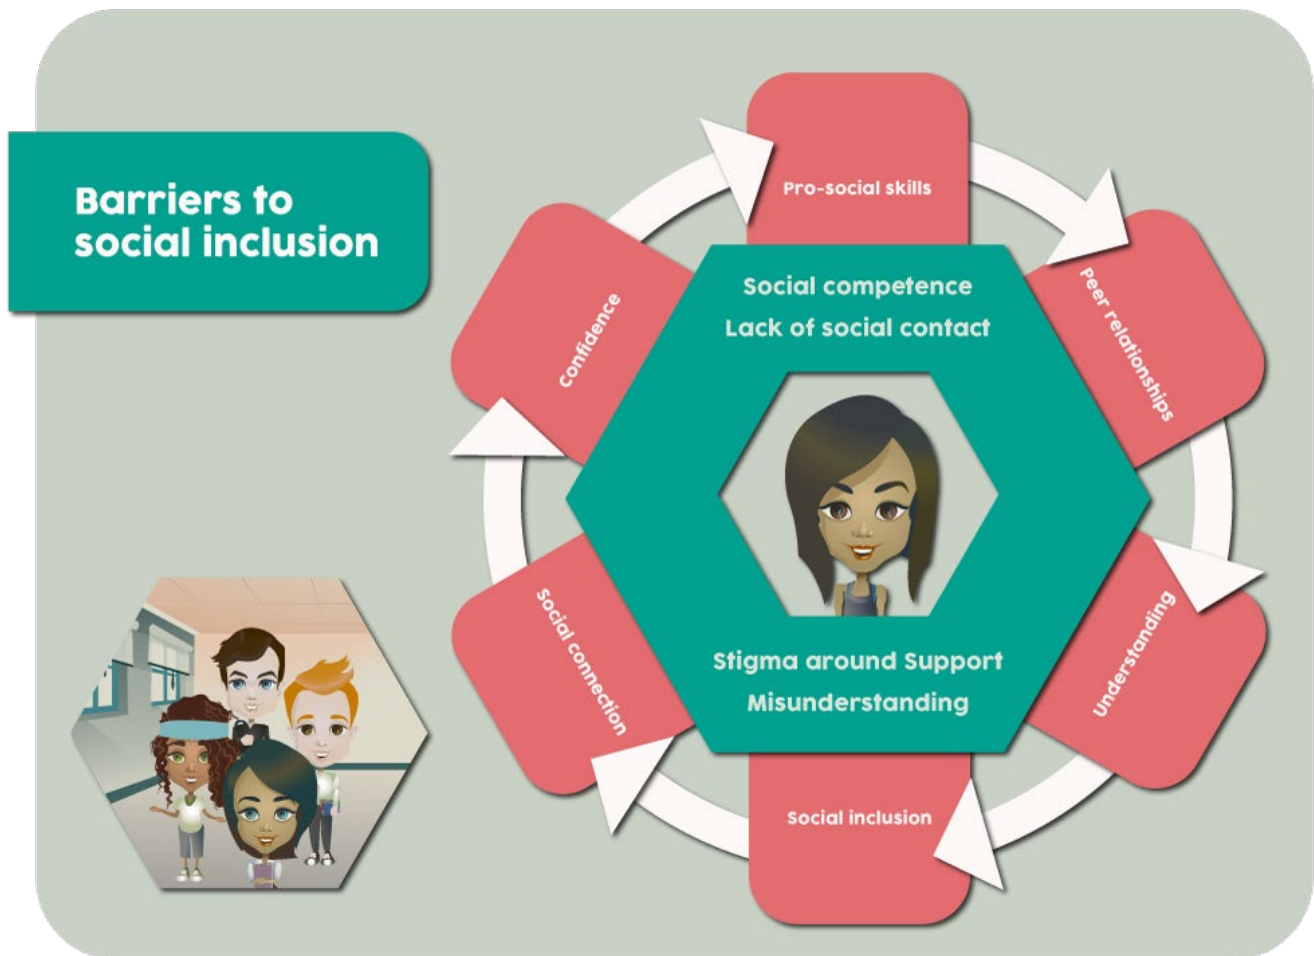 Barriers to
social inclusion
Pro-social skills
Peer relationships
Understanding
Social inclusion
Social connection
Confidence
Social competence
Lack of social contact
Stigma around Support
Misunderstanding